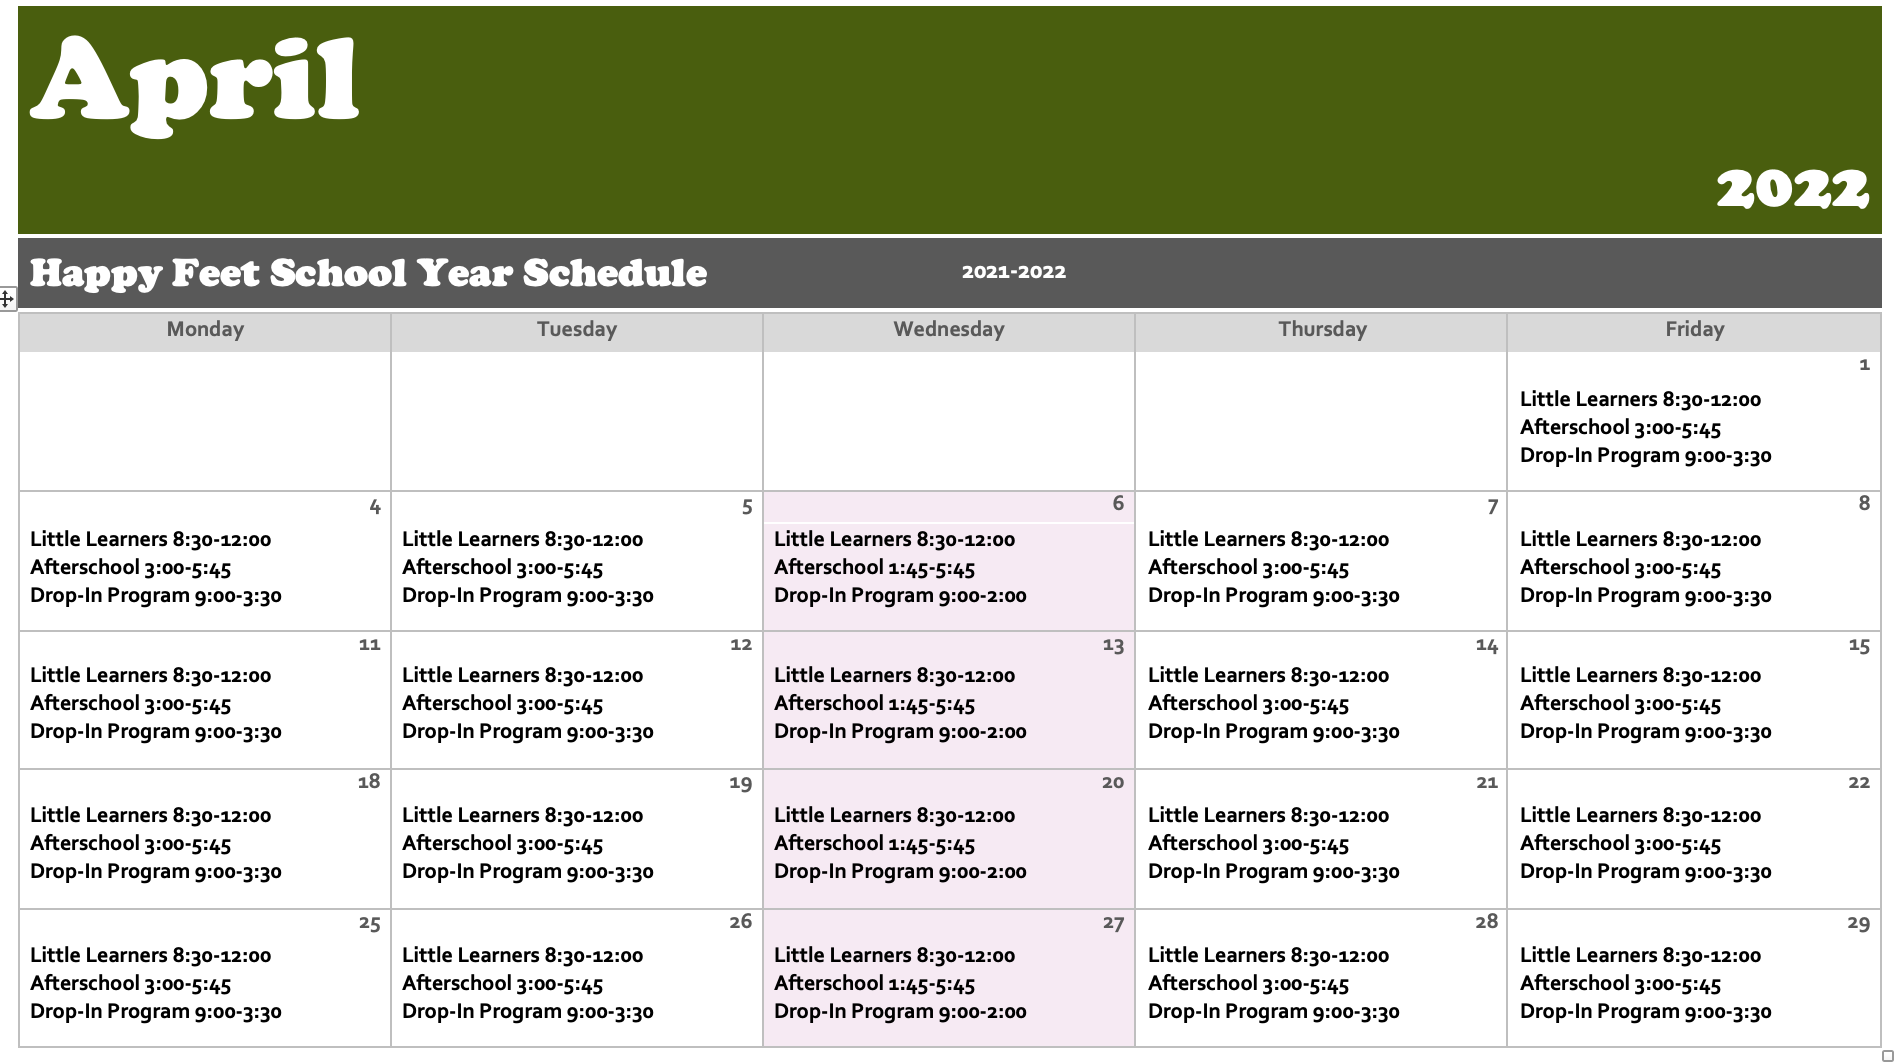 April
2022
Happy Feet School Year Schedule 2021-2022
Monday Tuesday Wednesday Thursday Friday
1
Little Learners 8:30-12:00
Afterschool 3:00-5:45
Drop-In Program 9:00-3:30
4
Little Learners 8:30-12:00
Afterschool 3:00-5:45
Drop-In Program 9:00-3:30
5
Little Learners 8:30-12:00
Afterschool 3:00-5:45
Drop-In Program 9:00-3:30
6
Little Learners 8:30-12:00
Afterschool 1:45-5:45
Drop-In Program 9:00-2:00
7
Little Learners 8:30-12:00
Afterschool 3:00-5:45
Drop-In Program 9:00-3:30
8
Little Learners 8:30-12:00
Afterschool 3:00-5:45
Drop-In Program 9:00-3:30
11
Little Learners 8:30-12:00
Afterschool 3:00-5:45
Drop-In Program 9:00-3:30
12
Little Learners 8:30-12:00
Afterschool 3:00-5:45
Drop-In Program 9:00-3:30
13
Little Learners 8:30-12:00
Afterschool 1:45-5:45
Drop-In Program 9:00-2:00
14
Little Learners 8:30-12:00
Afterschool 3:00-5:45
Drop-In Program 9:00-3:30
15
Little Learners 8:30-12:00
Afterschool 3:00-5:45
Drop-In Program 9:00-3:30
18
Little Learners 8:30-12:00
Afterschool 3:00-5:45
Drop-In Program 9:00-3:30
19
Little Learners 8:30-12:00
Afterschool 3:00-5:45
Drop-In Program 9:00-3:30
20
Little Learners 8:30-12:00
Afterschool 1:45-5:45
Drop-In Program 9:00-2:00
21
Little Learners 8:30-12:00
Afterschool 3:00-5:45
Drop-In Program 9:00-3:30
22
Little Learners 8:30-12:00
Afterschool 3:00-5:45
Drop-In Program 9:00-3:30
25
Little Learners 8:30-12:00
Afterschool 3:00-5:45
Drop-In Program 9:00-3:30
26
Little Learners 8:30-12:00
Afterschool 3:00-5:45
Drop-In Program 9:00-3:30
27
Little Learners 8:30-12:00
Afterschool 1:45-5:45
Drop-In Program 9:00-2:00
28
Little Learners 8:30-12:00
Afterschool 3:00-5:45
Drop-In Program 9:00-3:30
29
Little Learners 8:30-12:00
Afterschool 3:00-5:45
Drop-In Program 9:00-3:30